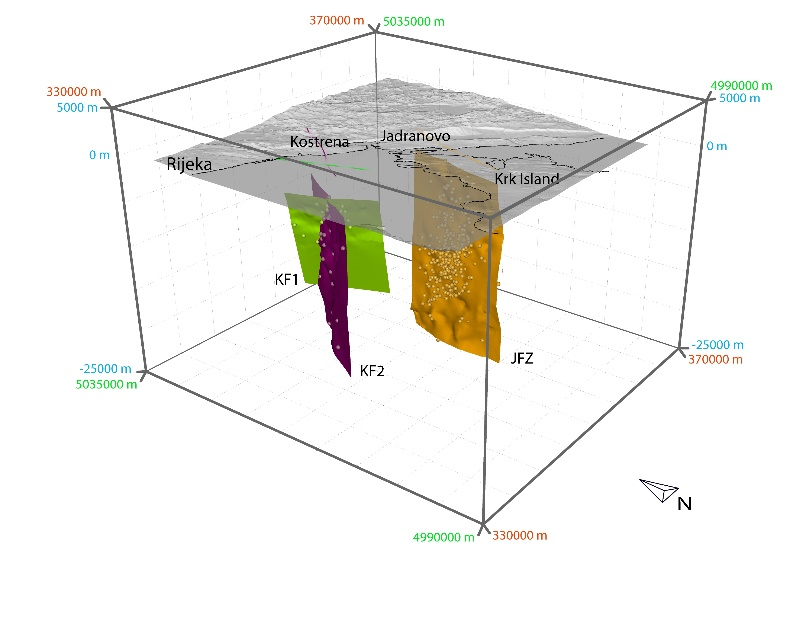 370000 m
5035000 m
330000 m
5000 m
4990000 m
5000 m
0 m
Rijeka
Kostrena
Jadranovo
0 m
Krk Island
KF1
KF2
JFZ
-25000 m
5035000 m
-25000 m
370000 m
N
4990000 m
330000 m